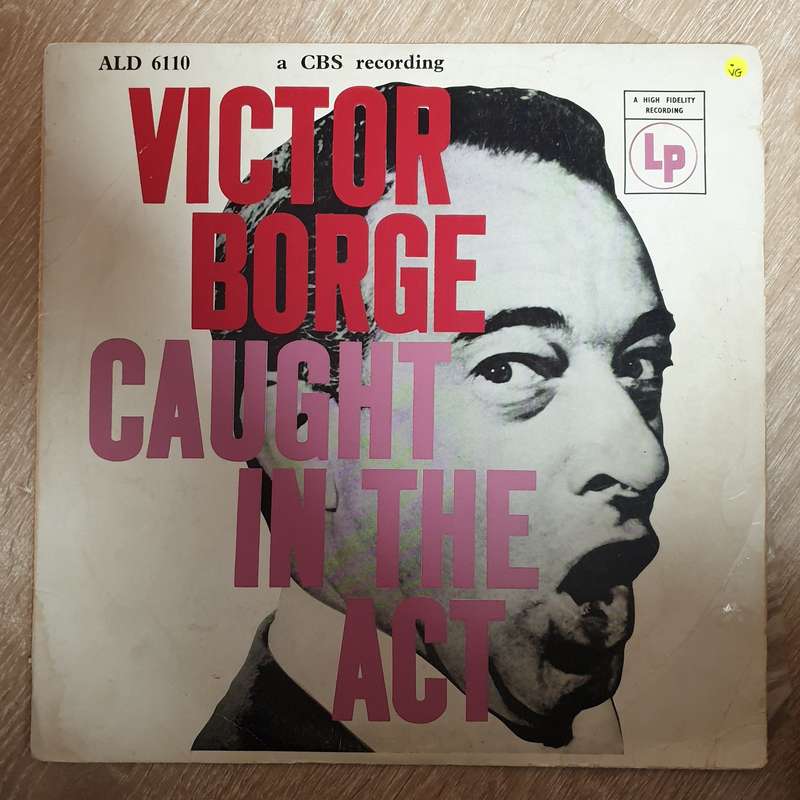 ALD 6110 a CBS recording
VG
VICTOR
BORGE
CAUGHT
IN THE
ACT
A HIGH FIDELITY
RECORDING
LP